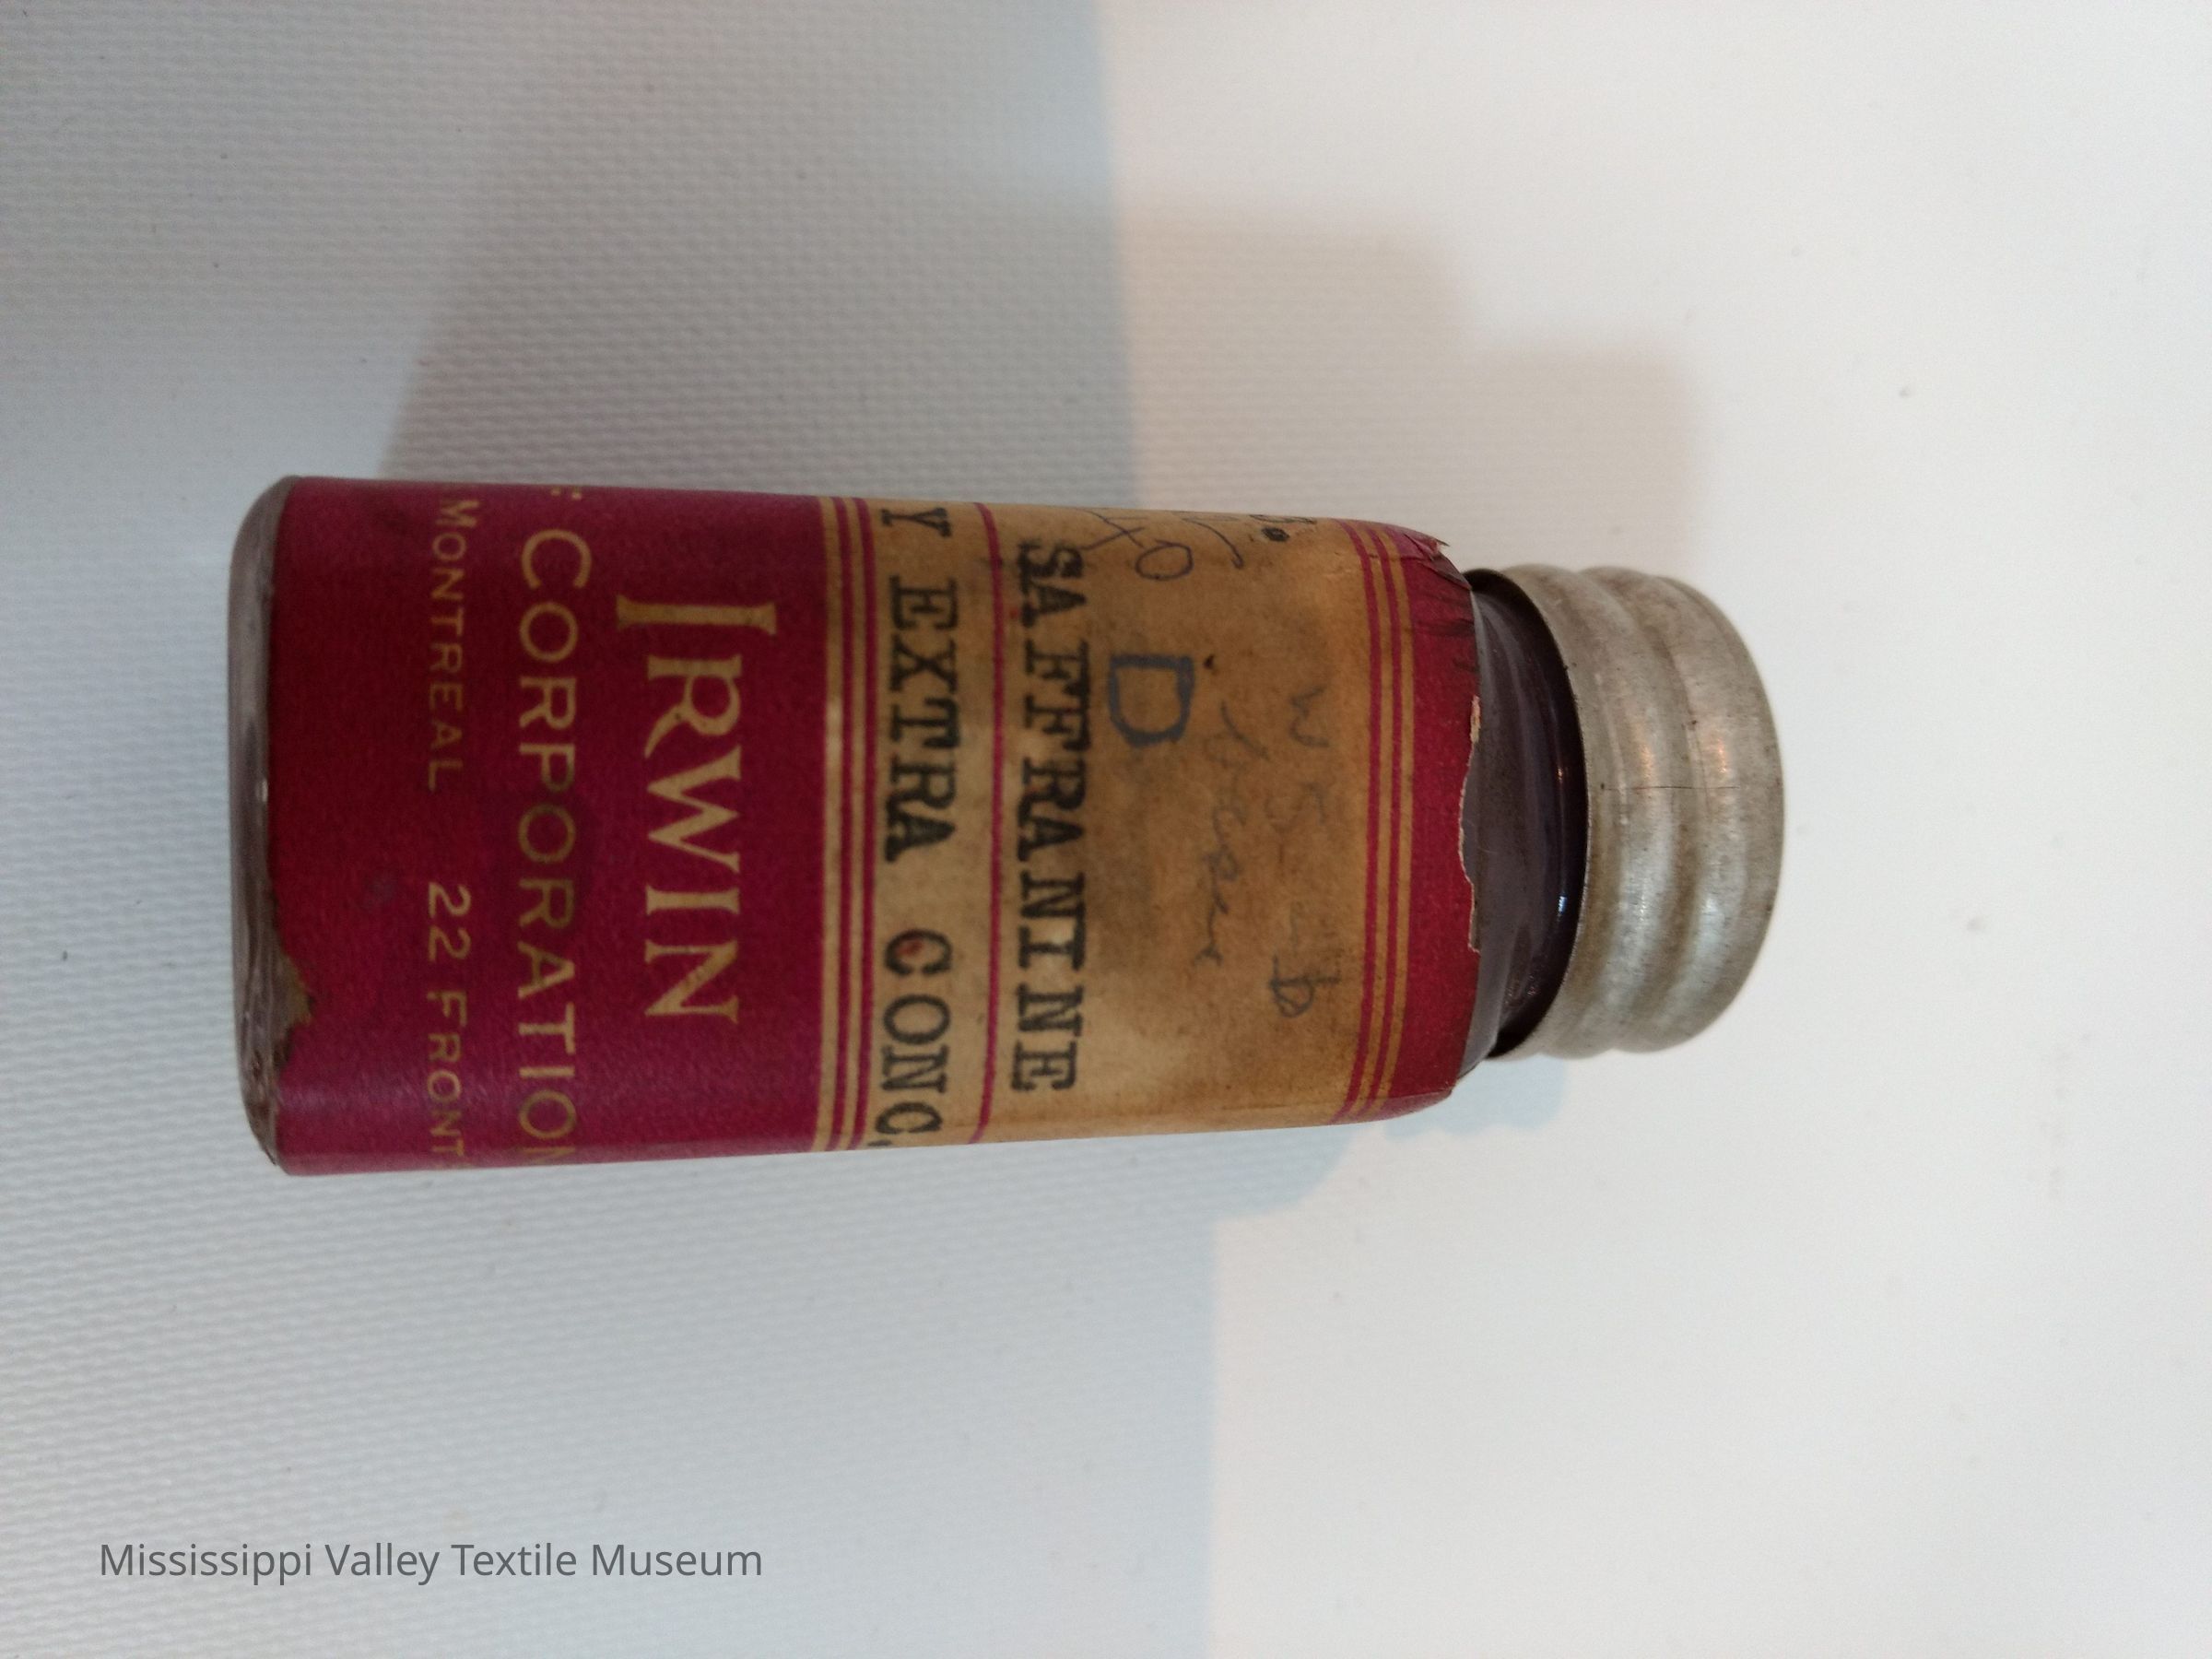 D
SAFFRANINE
Y EXTRA CONC.
IRWIN
CORPORATION
MONTREAL 22 FRONT
Mississippi Valley Textile Museum